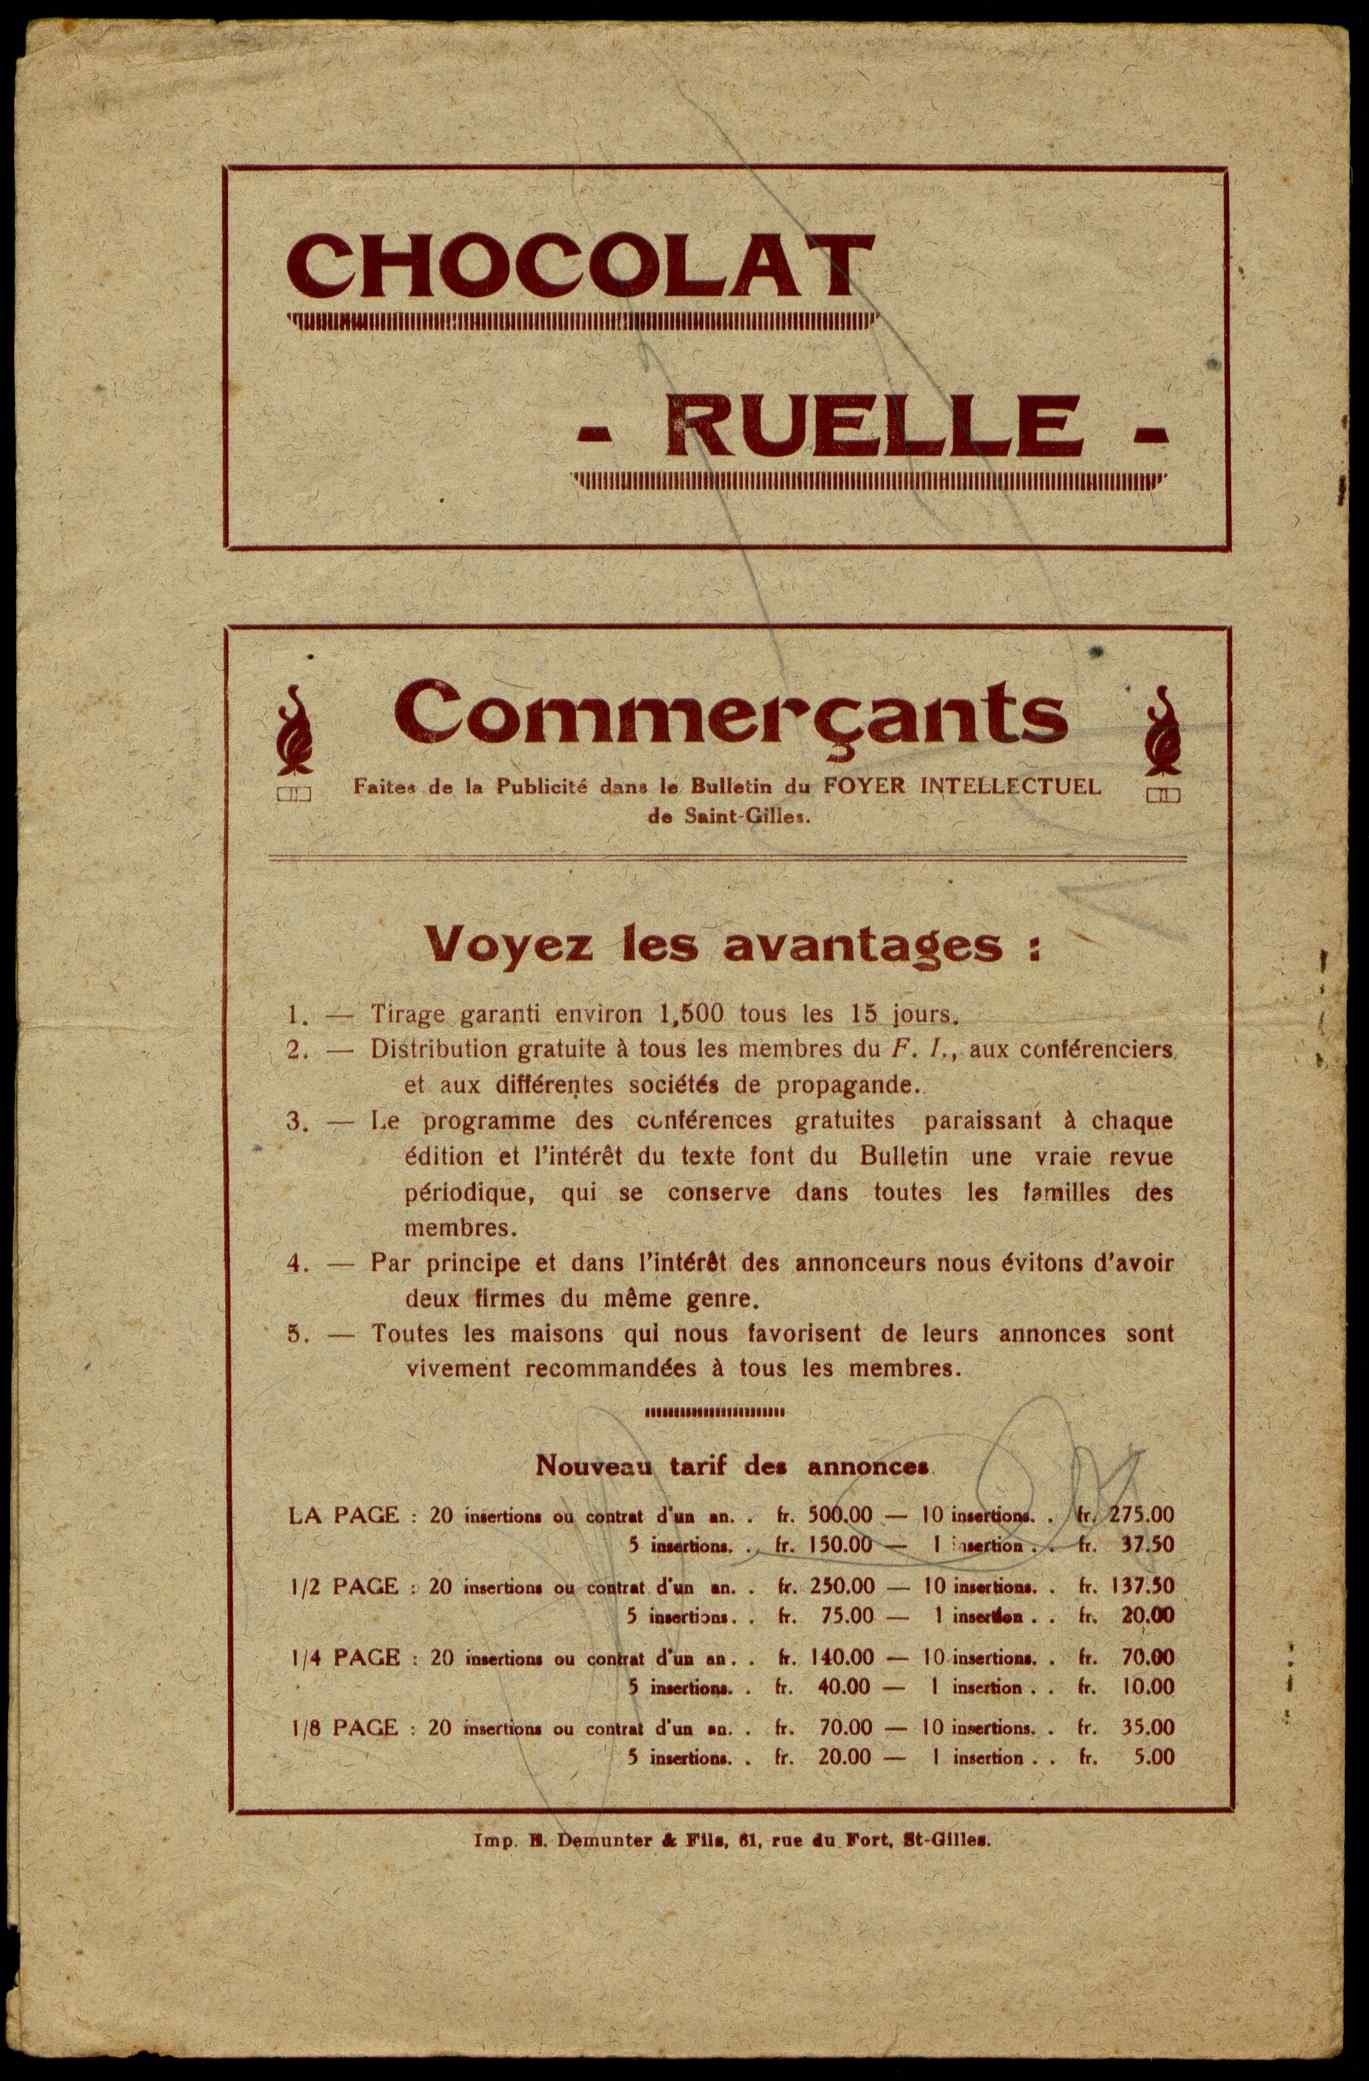 CHOCOLAT
- RUELLE -
Commerçants
Faites de la Publicité dans le Bulletin du FOYER INTELLECTUEL
de Saint-Gilles.
Voyez les avantages :
1. — Tirage garanti environ 1,500 tous les 15 jours.
2. — Distribution gratuite à tous les membres du F. I., aux conférenciers,
et aux différentes sociétés de propagande.
3. — Le programme des conférences gratuites paraissant à chaque
édition et l'intérêt du texte font du Bulletin une vraie revue
périodique, qui se conserve dans toutes les familles des
membres.
4. — Par principe et dans l'intérêt des annonceurs nous évitons d'avoir
deux firmes du même genre.
5. — Toutes les maisons qui nous favorisent de leurs annonces sont
vivement recommandées à tous les membres.
Nouveau tarif des annonces
LA PAGE : 20 insertions ou contrat d'un an. . fr. 500.00 — 10 insertions. . fr. 275.00
5 insertions. . fr. 150.00 — 1 insertion . . fr. 37.50
1/2 PAGE : 20 insertions ou contrat d'un an. . fr. 250.00 — 10 insertions. . fr. 137.50
5 insertions. . fr. 75.00 — 1 insertion . . fr. 20.00
1/4 PAGE : 20 insertions ou contrat d'un an. . fr. 140.00 — 10 insertions. . fr. 70.00
5 insertions. . fr. 40.00 — 1 insertion . . fr. 10.00
1/8 PAGE : 20 insertions ou contrat d'un an. . fr. 70.00 — 10 insertions. . fr. 35.00
5 insertions. . fr. 20.00 — 1 insertion . . fr. 5.00
Imp. Demunter & Fils, 61, rue du Fort, St-Gilles.